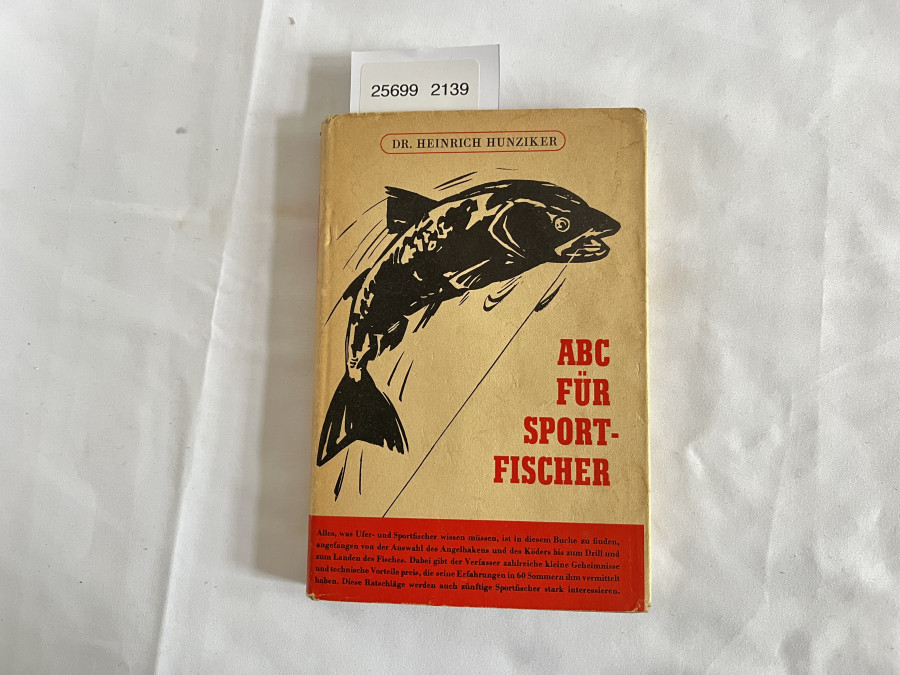 25699 2139
DR. HEINRICH HUNZIKER
ABC
FÜR
SPORT-
FISCHER
Alles, was Ufer- und Sportfischer wissen müssen, ist in diesem Buche zu finden,
angefangen von der Auswahl des Angelhakens und des Köders bis zum Drill und
zum Landen des Fisches. Dabei gibt der Verfasser zahlreiche kleine Geheimnisse
und technische Vorteile preis, die seine Erfahrungen in 60 Sommern ihm vermittelt
haben. Diese Ratschläge werden auch zünftige Sportfischer stark interessieren.